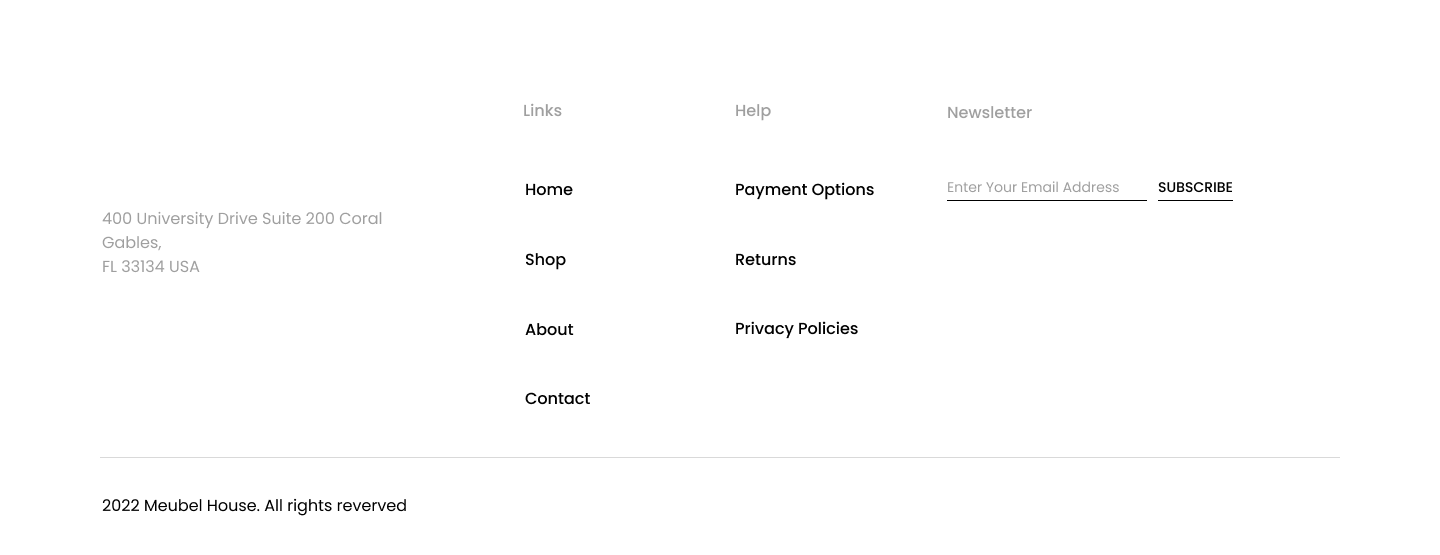 400 University Drive Suite 200 Coral
Gables,
FL 33134 USA
Links
Home
Shop
About
Contact
Help
Payment Options
Returns
Privacy Policies
Newsletter
Enter Your Email Address
SUBSCRIBE
2022 Meubel House. All rights reverved